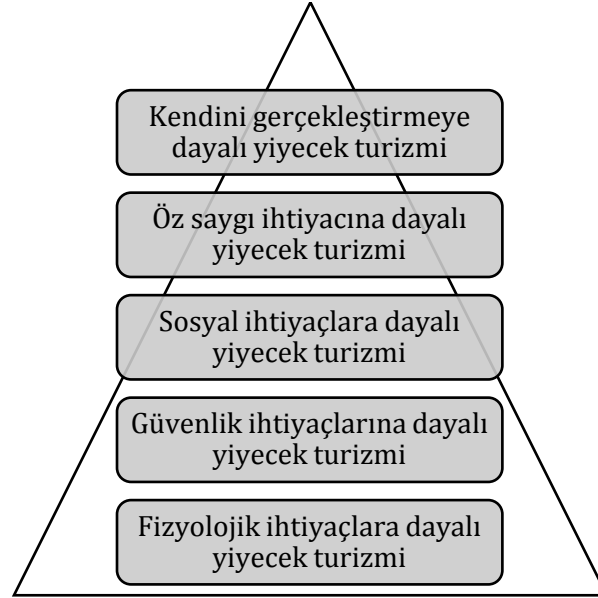 Kendini gerçekleştirmeye
dayalı yiyecek turizmi
Öz saygı ihtiyacına dayalı
yiyecek turizmi
Sosyal ihtiyaçlara dayalı
yiyecek turizmi
Güvenlik ihtiyaçlarına dayalı
yiyecek turizmi
Fizyolojik ihtiyaçlara dayalı
yiyecek turizmi